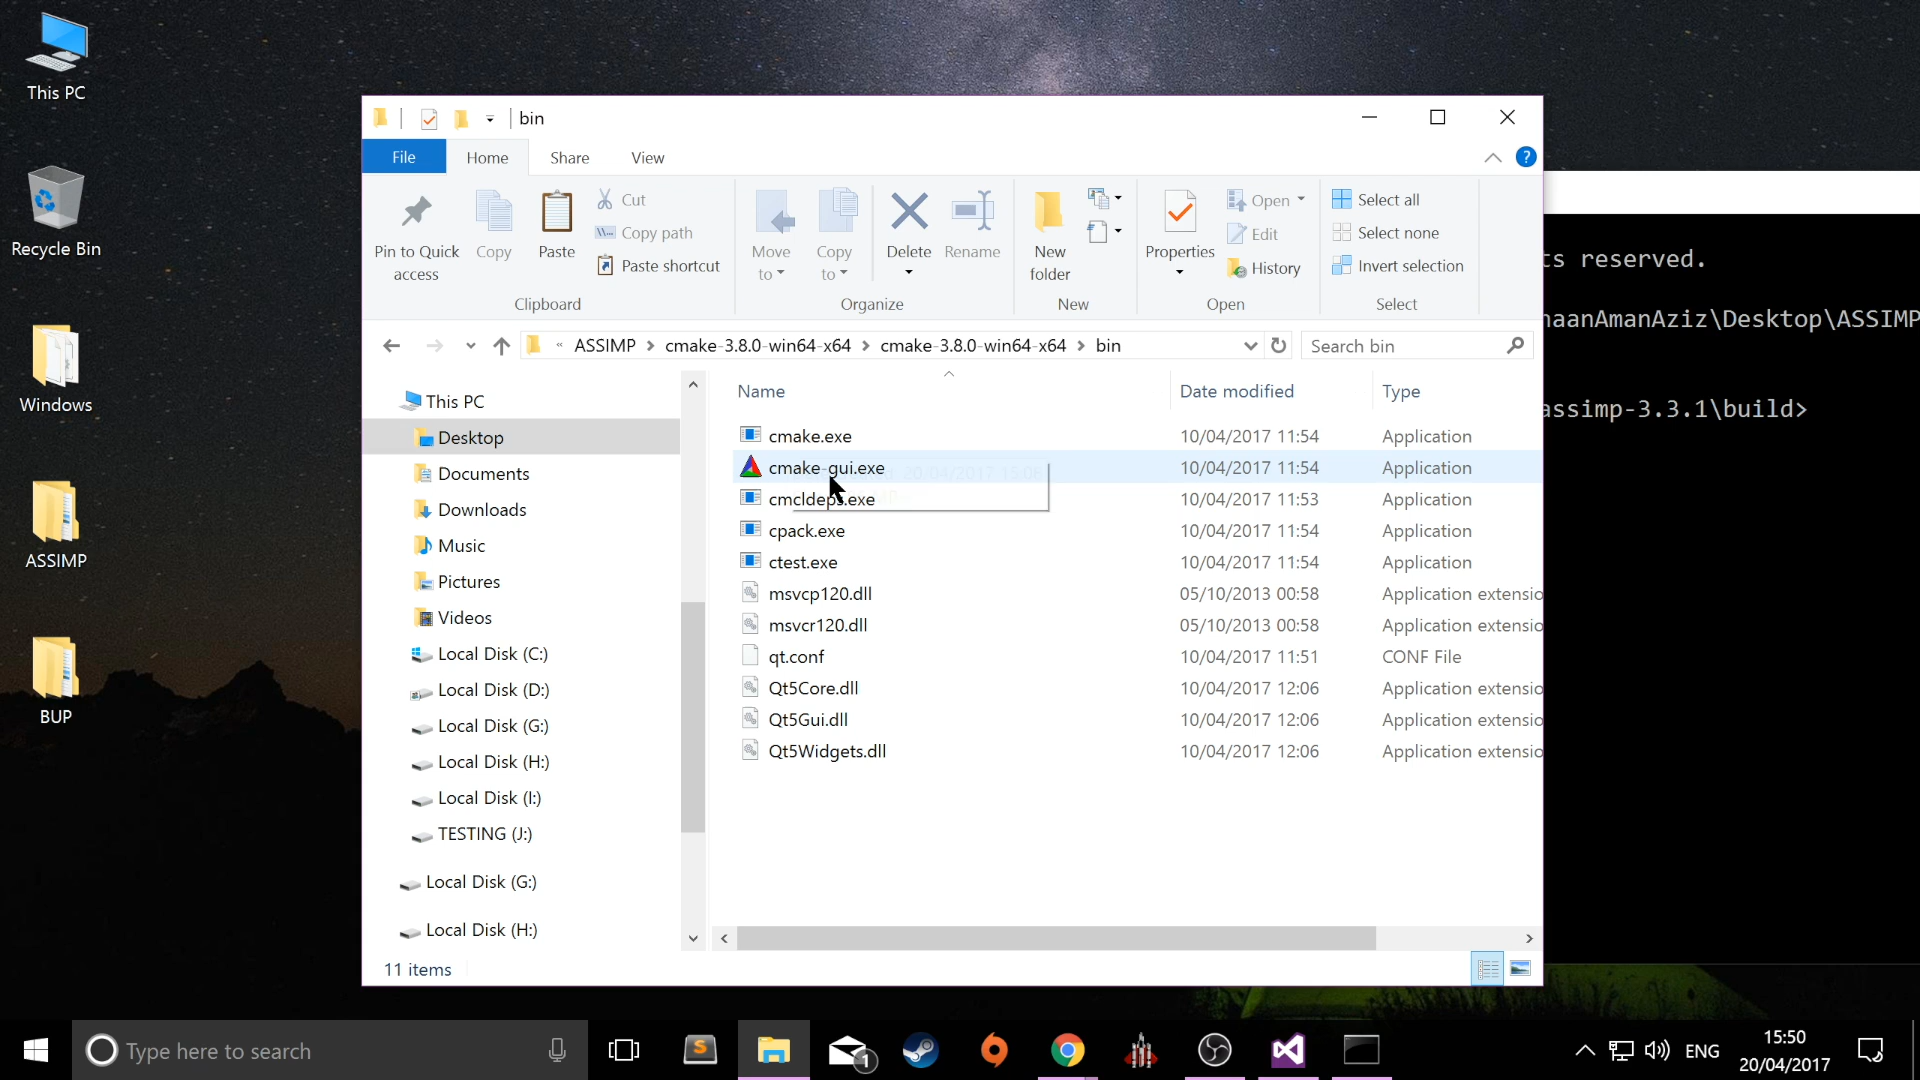 This PC
Recycle Bin
Windows
ASSIMP
BUP
bin
File
Home
Share
View
?
Pin to Quick
access
Copy
Paste
Cut
Copy path
Paste shortcut
Clipboard
Move
to
Copy
to
Delete
Rename
Organize
New
folder
New
Properties
Open
Edit
History
Open
Select all
Select none
Invert selection
Select
« ASSIMP > cmake-3.8.0-win64-x64 > cmake-3.8.0-win64-x64 > bin
Search bin
This PC
Desktop
Documents
Downloads
Music
Pictures
Videos
Local Disk (C:)
Local Disk (D:)
Local Disk (G:)
Local Disk (H:)
Local Disk (I:)
TESTING (J:)
Local Disk (G:)
Local Disk (H:)
Name Date modified Type
cmake.exe 10/04/2017 11:54 Application
cmake-gui.exe 10/04/2017 11:54 Application
cmcldeps.exe 10/04/2017 11:53 Application
cpack.exe 10/04/2017 11:54 Application
ctest.exe 10/04/2017 11:54 Application
msvcp120.dll 05/10/2013 00:58 Application extensio
msvcr120.dll 05/10/2013 00:58 Application extensio
qt.conf 10/04/2017 11:51 CONF File
Qt5Core.dll 10/04/2017 12:06 Application extensio
Qt5Gui.dll 10/04/2017 12:06 Application extensio
Qt5Widgets.dll 10/04/2017 12:06 Application extensio
11 items
ts reserved.
haanAmanAziz\Desktop\ASSIMP
assimp-3.3.1\build>
Type here to search
S
1
ENG
15:50
20/04/2017